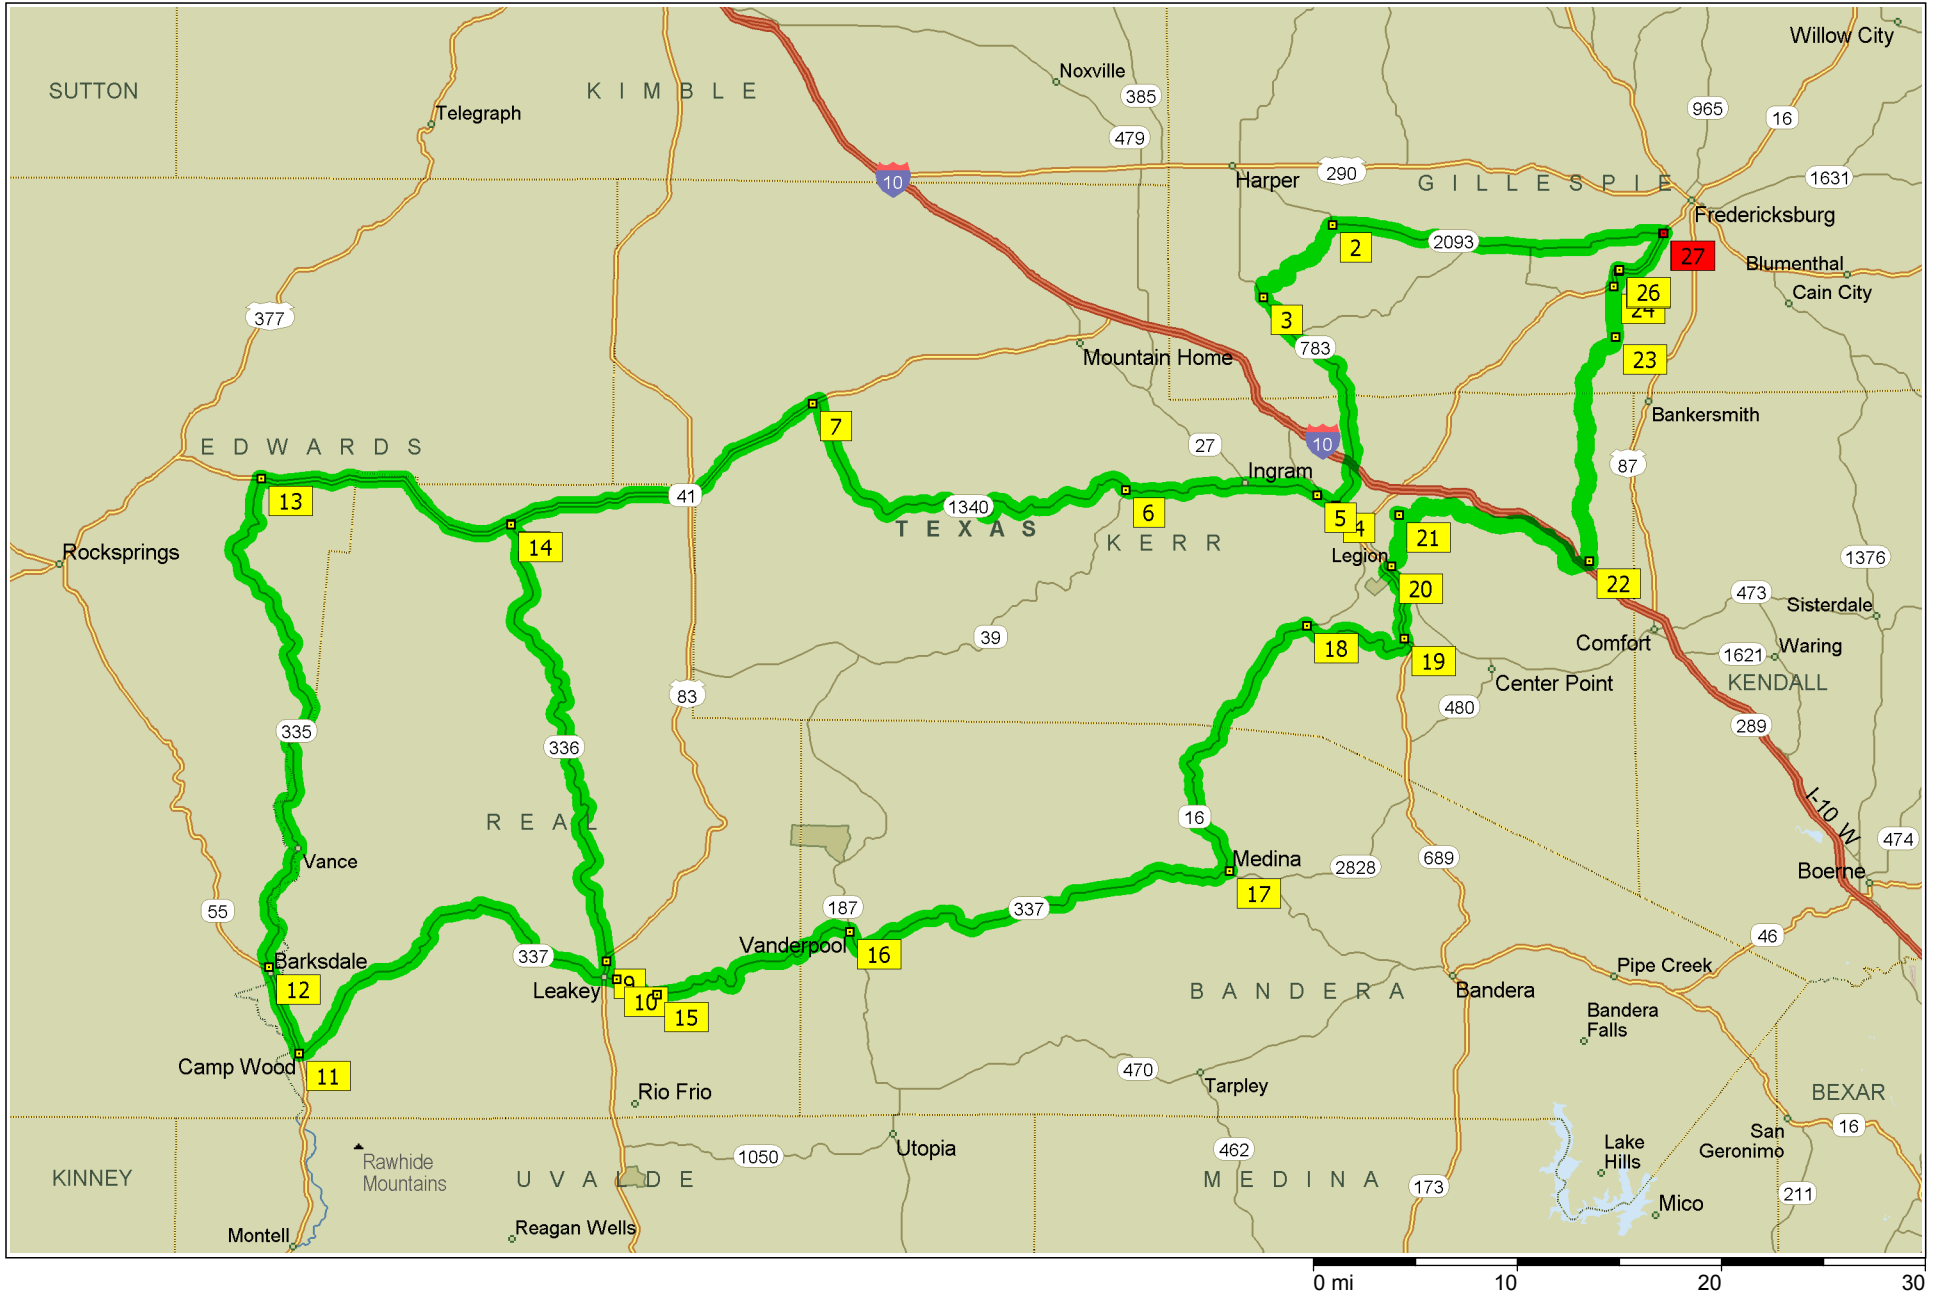 Willow City
Noxville
SUTTON
K I M B L E
385
965
Telegraph
16
479
10
Harper
290
G I L L E S P I E
1631
Fredericksburg
2
2093
27
Blumenthal
26
24
Cain City
377
3
783
Mountain Home
23
7
Bankersmith
E D W A R D S
27
10
Ingram
87
13
41
1340
6
5
4
T E X A S
K E R R
21
14
Rocksprings
Legion
1376
22
20
473
Sisterdale
39
18
Comfort
Waring
1621
19
83
Center Point
KENDALL
480
335
289
336
I-10 W
16
R E A L
474
Vance
Medina
689
2828
Boerne
17
55
187
337
46
Vanderpool
337
16
Barksdale
Pipe Creek
12
Leakey
9
10
15
B A N D E R A
Bandera
Bandera
Falls
Camp Wood
11
470
Tarpley
Rio Frio
BEXAR
16
San
Geronimo
Lake
Hills
1050
Utopia
462
Rawhide
Mountains
KINNEY
U V A L D E
M E D I N A
173
211
Mico
Montell
Reagan Wells
0 mi
10
20
30